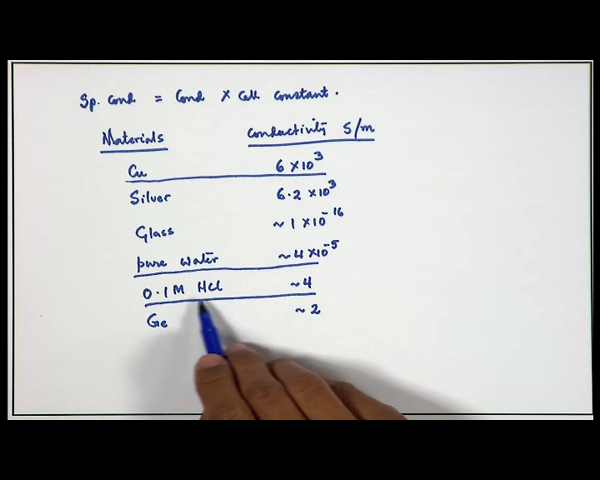 Sp. Cond = Cond × Cell Constant.
Materials Conductivity S/m
Cu 6 × 10³
Silver 6.2 × 10³
Glass ~ 1 × 10⁻¹⁶
pure water ~ 4 × 10⁻⁵
0.1 M HCl ~ 4
Ge ~ 2